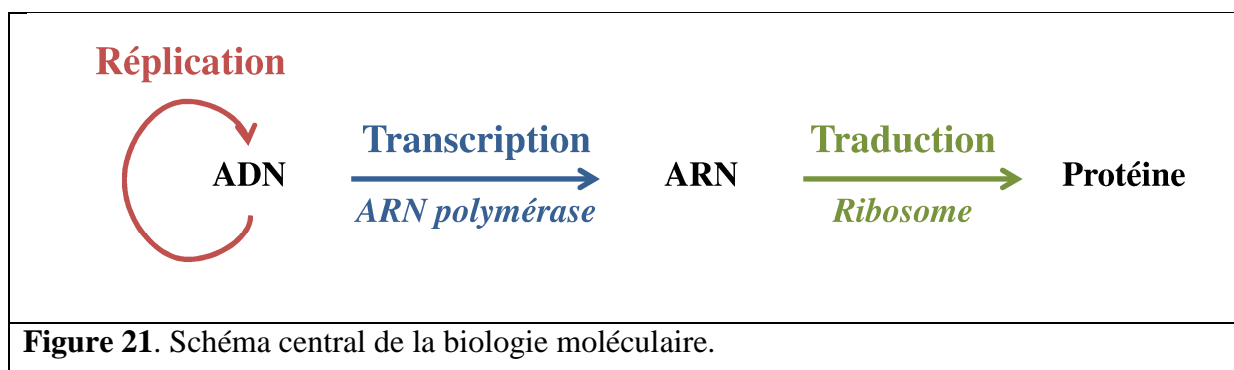 Réplication
Transcription
Traduction
ADN
ARN
Protéine
ARN polymérase
Ribosome
Figure 21. Schéma central de la biologie moléculaire.